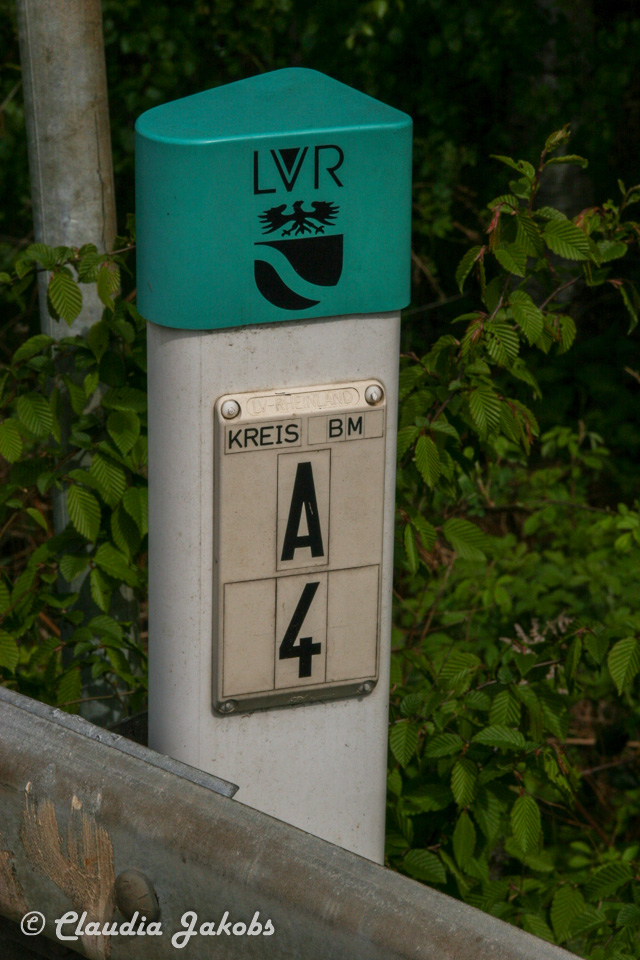 LVR
LV-RHEINLAND
KREIS BM
A
4
© Claudia Jakobs